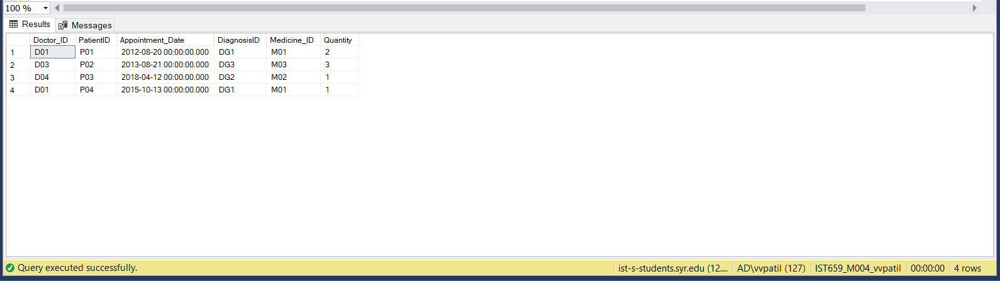 100 %
Results Messages
Doctor_ID PatientID Appointment_Date DiagnosisID Medicine_ID Quantity
1 D01 P01 2012-08-20 00:00:00.000 DG1 M01 2
2 D03 P02 2013-08-21 00:00:00.000 DG3 M03 3
3 D04 P03 2018-04-12 00:00:00.000 DG2 M02 1
4 D01 P04 2015-10-13 00:00:00.000 DG1 M01 1
Query executed successfully. ist-s-students.syr.edu (12.... AD\vvpatil (127) IST659_M004_vvpatil 00:00:00 4 rows